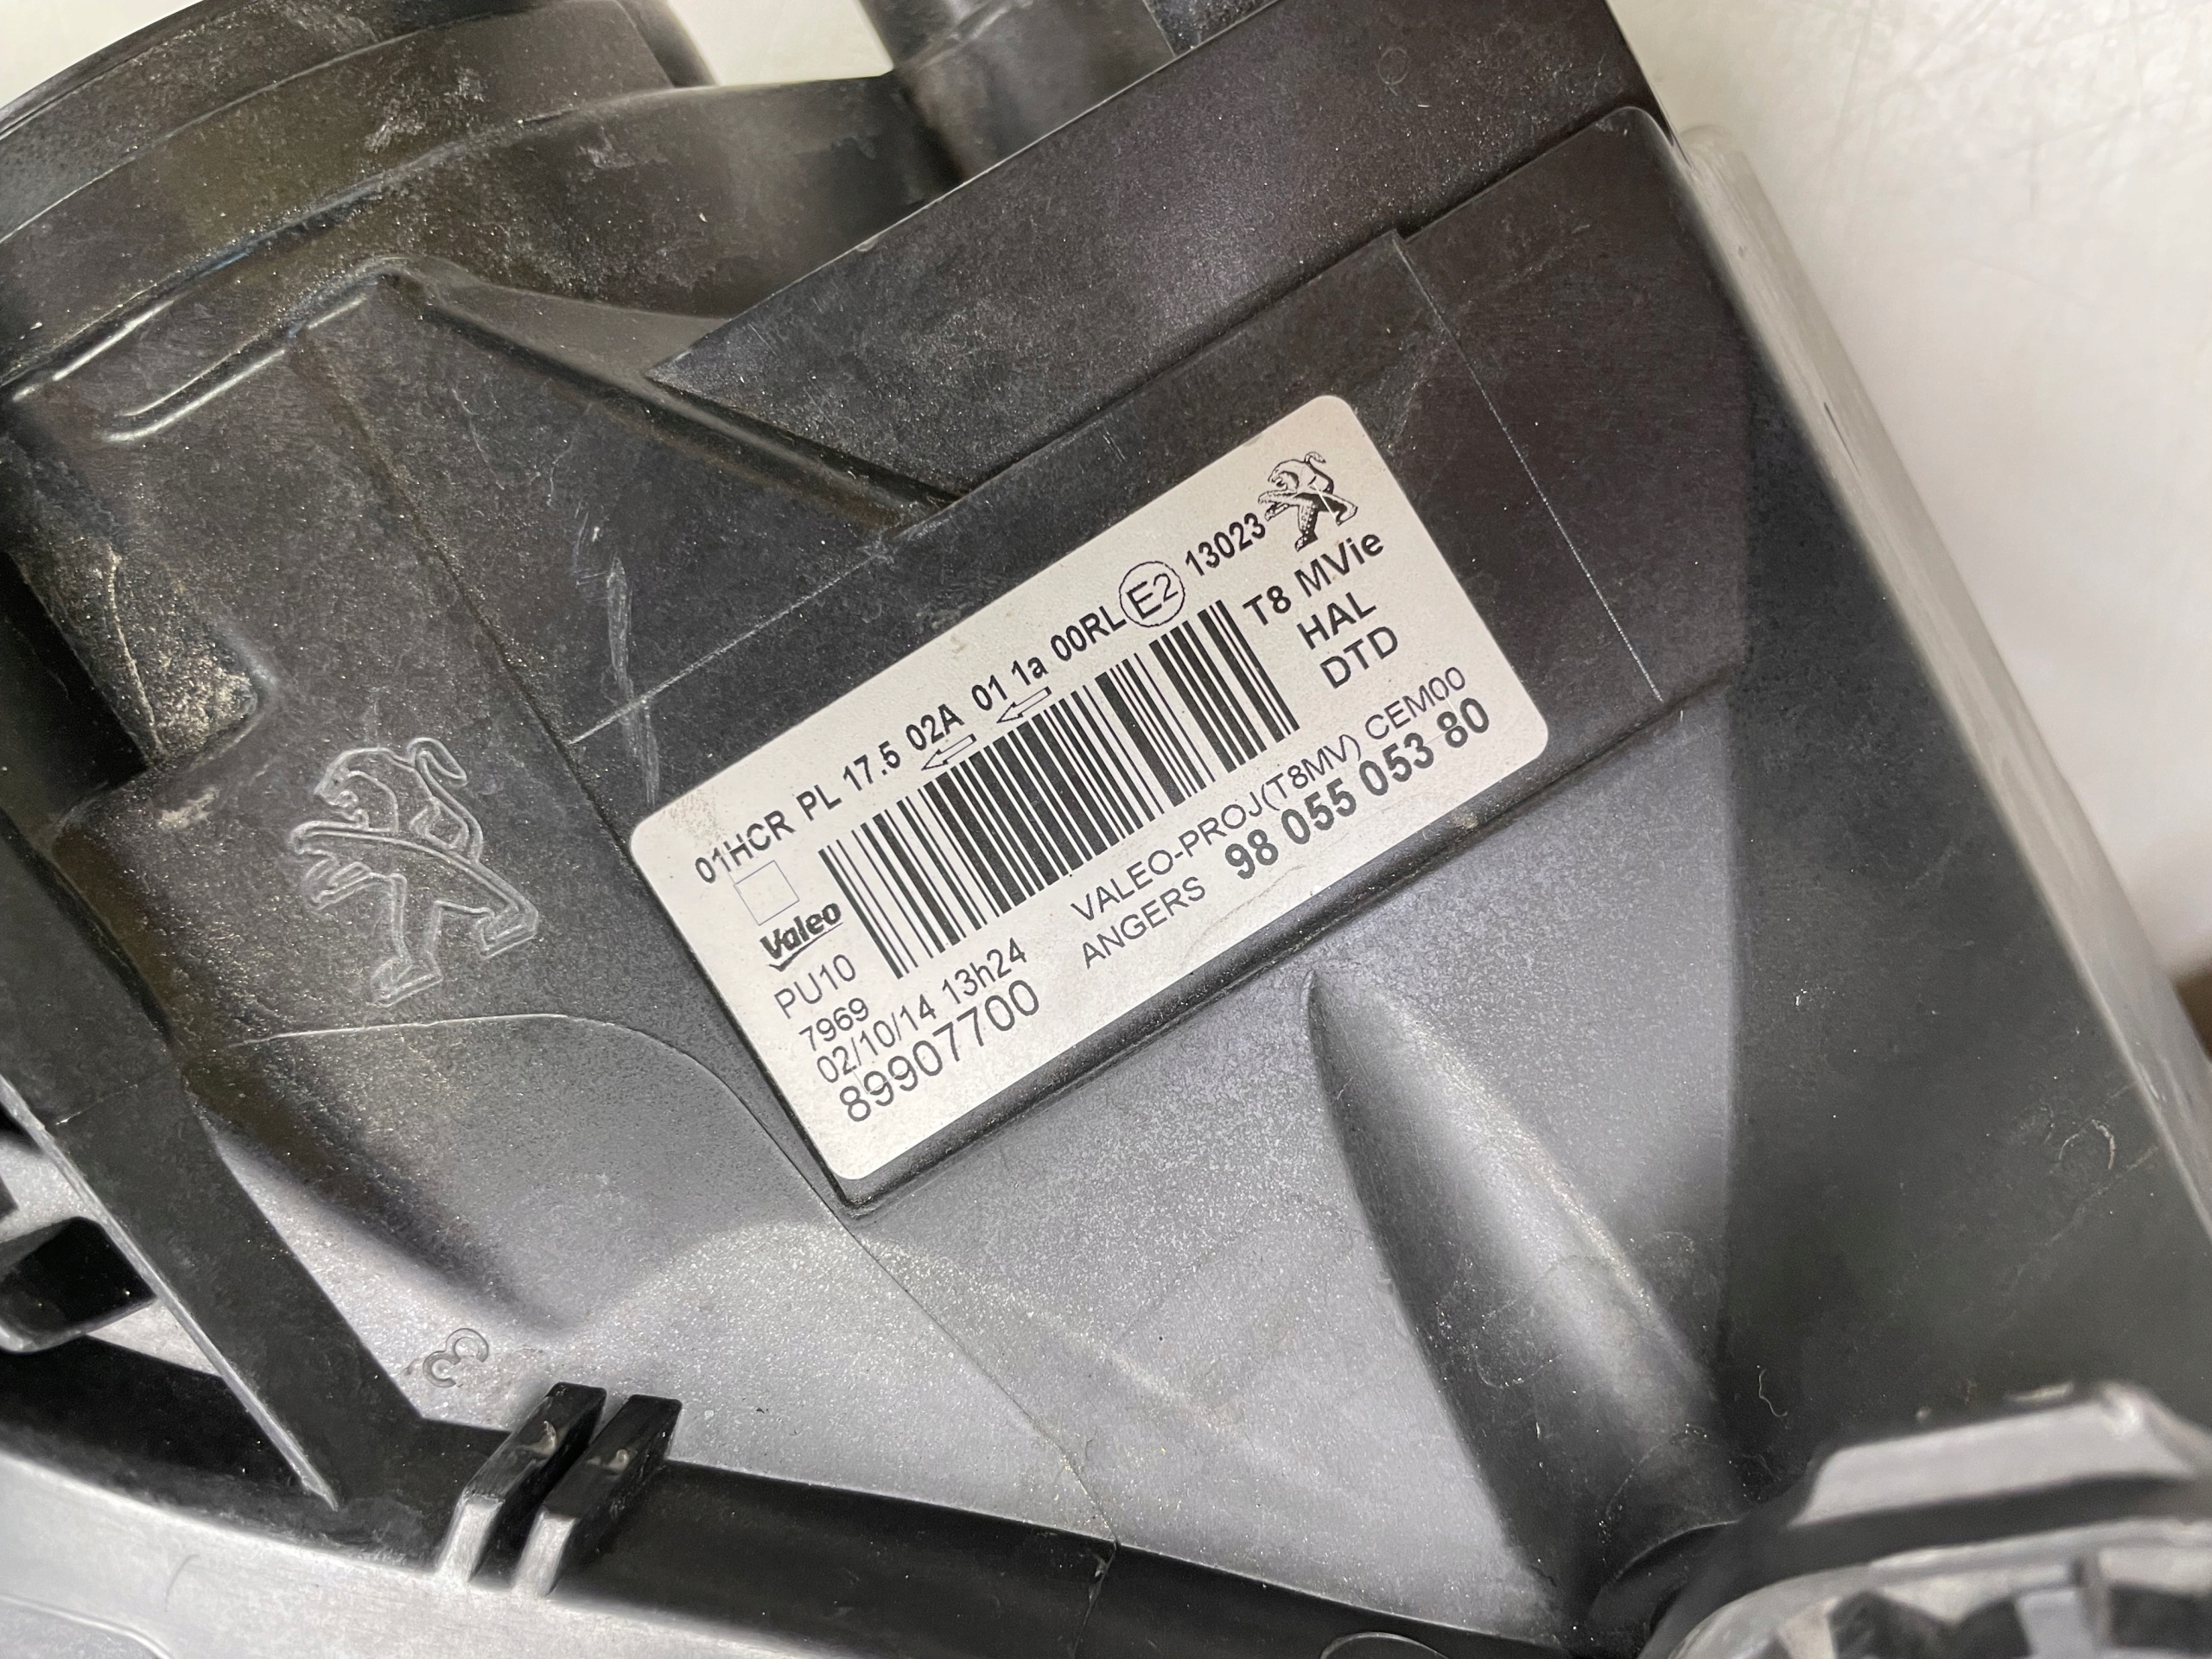 01HCR PL 17.5 02A 01 1a 00RL E2 13023
T8 MVie
HAL
DTD
Valeo
PU10
7969
02/10/14 13h24
89907700
VALEO-PROJ(T8MV) CEM00
ANGERS 98 055 053 80
3